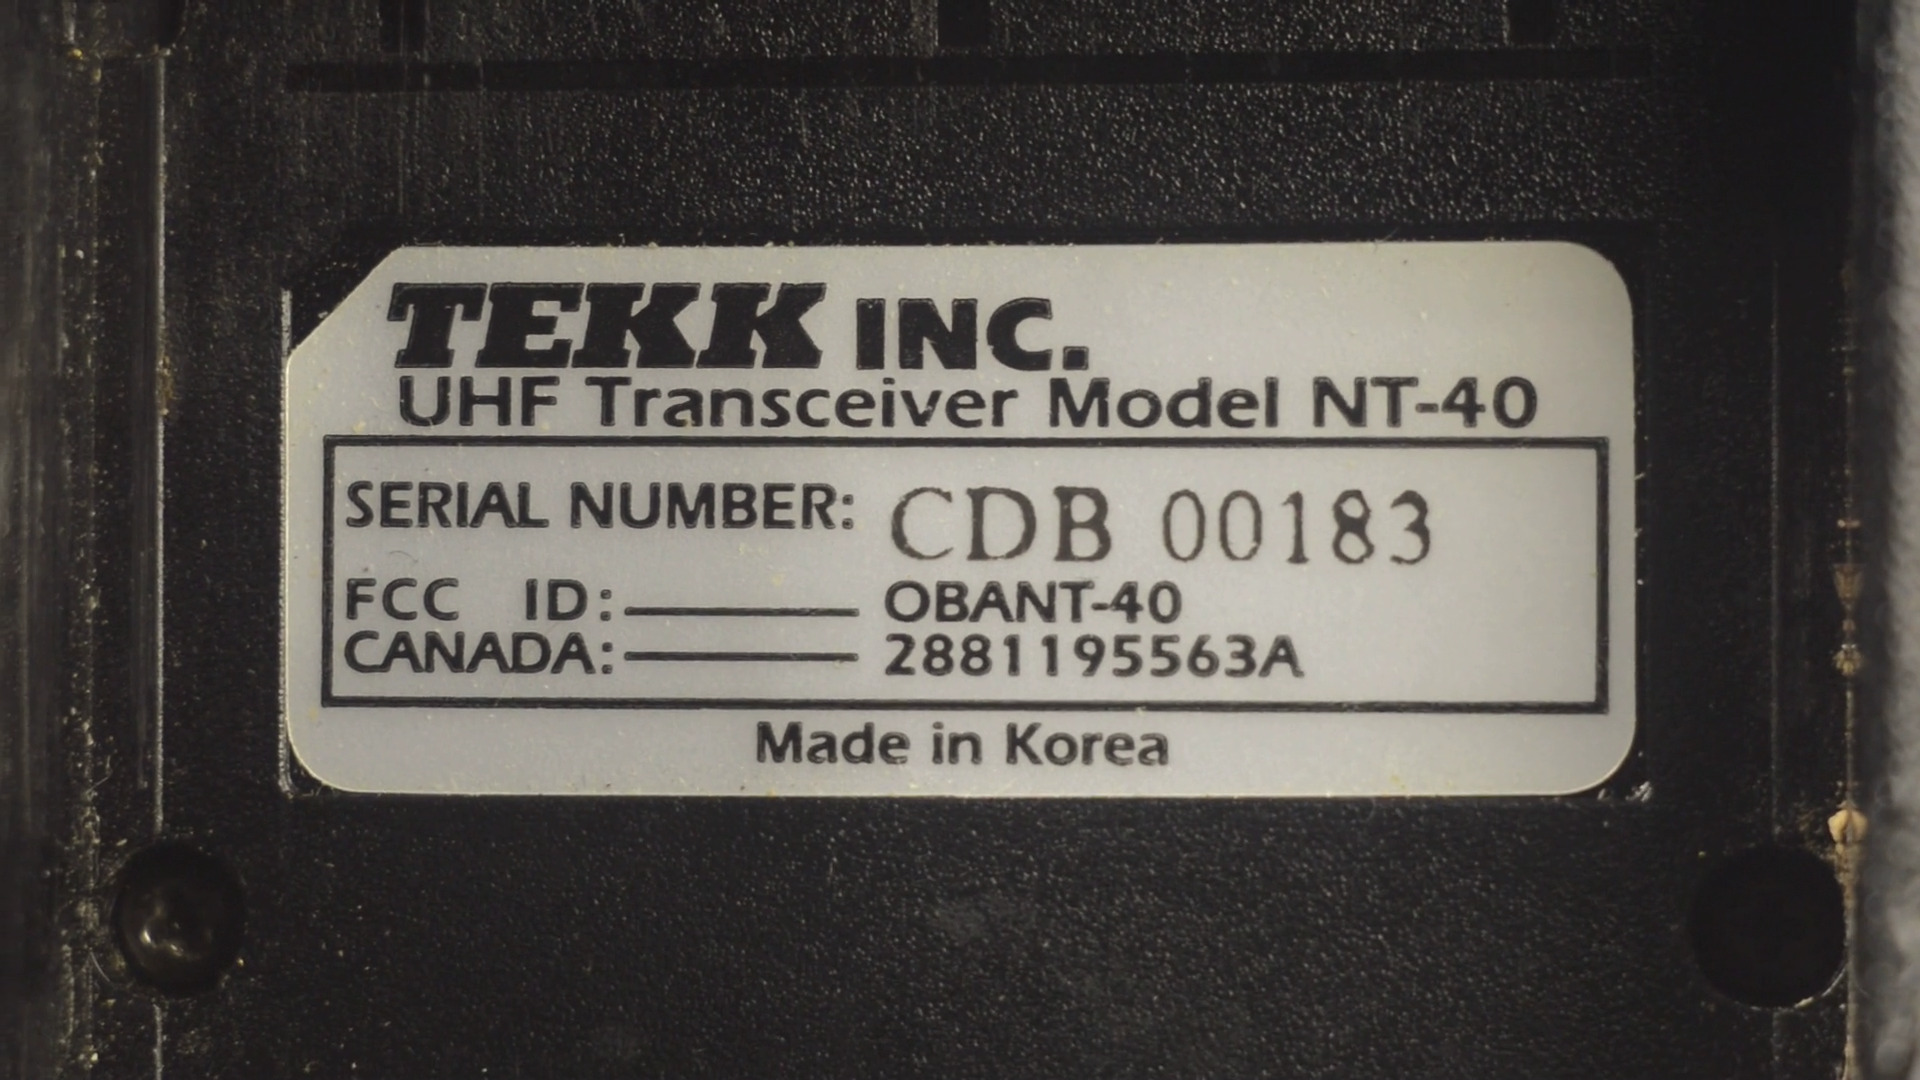 TEKK INC.
UHF Transceiver Model NT-40
SERIAL NUMBER: CDB 00183
FCC ID: OBANT-40
CANADA: 2881195563A
Made in Korea